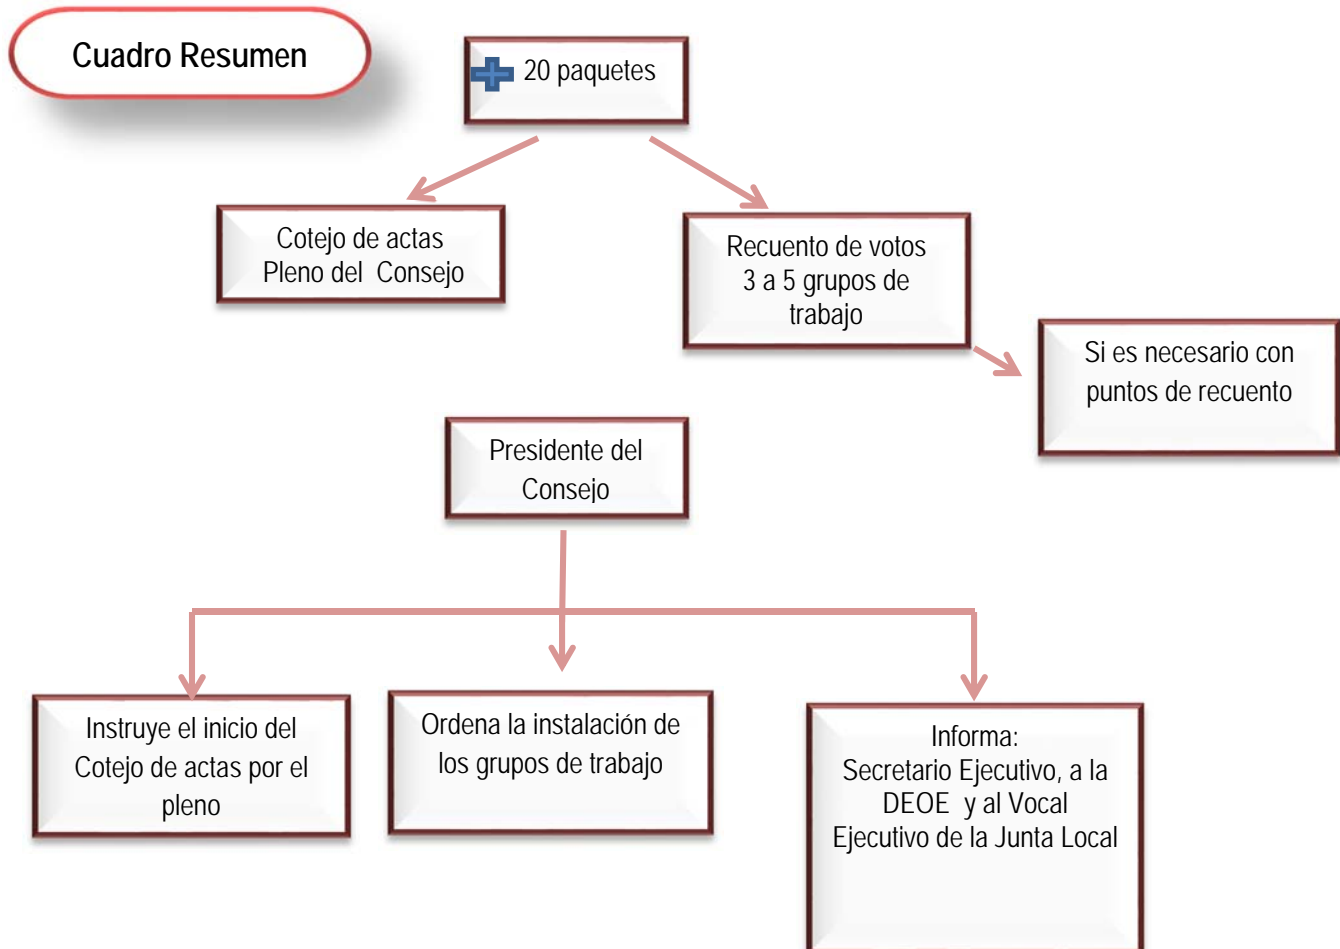 Cuadro Resumen
20 paquetes
Cotejo de actas
Pleno del Consejo
Recuento de votos
3 a 5 grupos de
trabajo
Si es necesario con
puntos de recuento
Presidente del
Consejo
Instruye el inicio del
Cotejo de actas por el
pleno
Ordena la instalación de
los grupos de trabajo
Informa:
Secretario Ejecutivo, a la
DEOE y al Vocal
Ejecutivo de la Junta Local